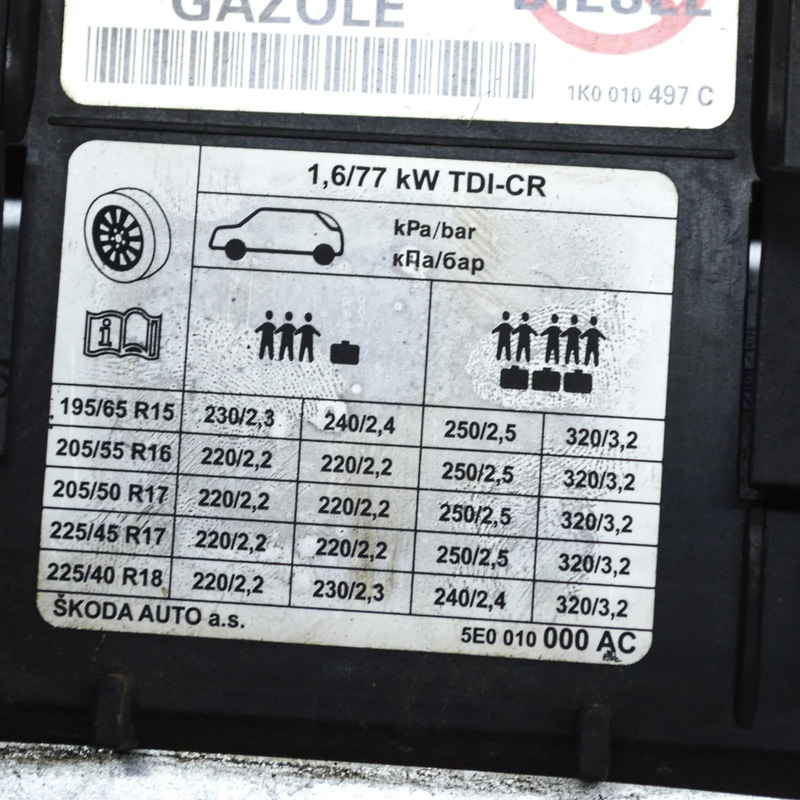 GAZOLE DIESEL
1K0 010 497 C
1,6/77 kW TDI-CR
kPa/bar
кПа/бар
i
195/65 R15 230/2,3 240/2,4 250/2,5 320/3,2
205/55 R16 220/2,2 220/2,2 250/2,5 320/3,2
205/50 R17 220/2,2 220/2,2 250/2,5 320/3,2
225/45 R17 220/2,2 220/2,2 250/2,5 320/3,2
225/40 R18 220/2,2 230/2,3 240/2,4 320/3,2
ŠKODA AUTO a.s. 5E0 010 000 AC